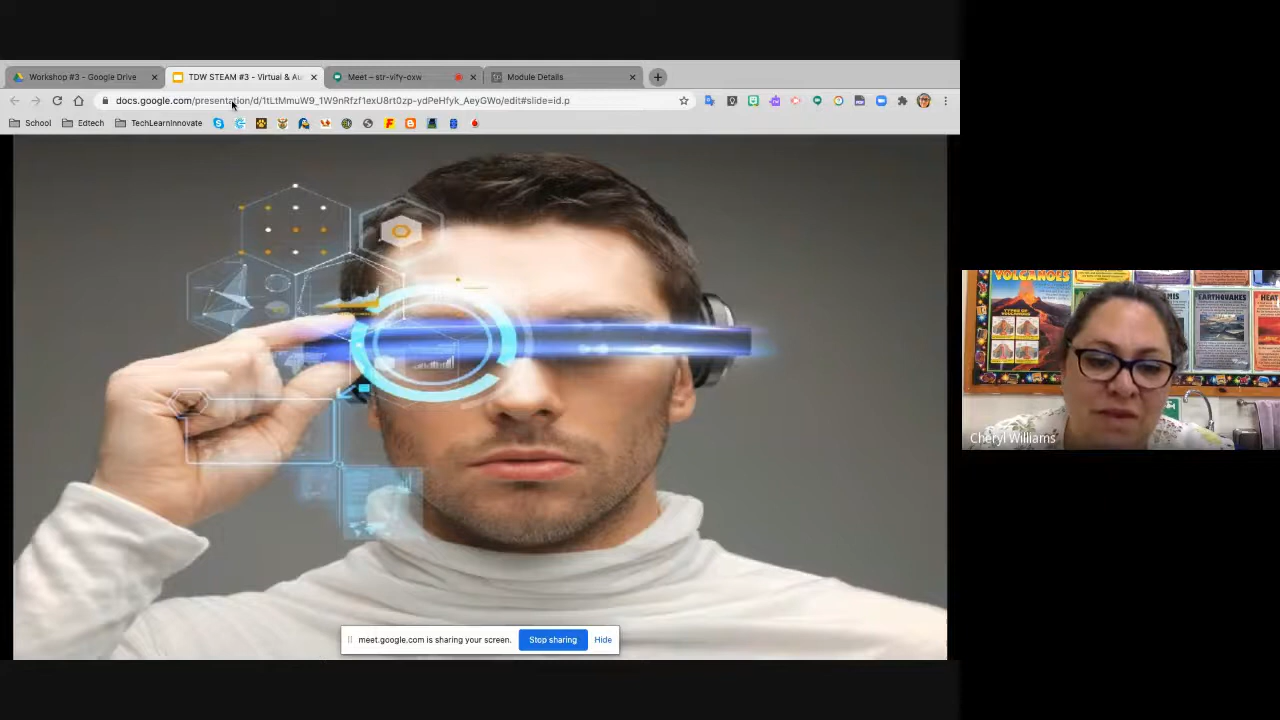 Workshop #3 - Google Drive
TDW STEAM #3 - Virtual & Au
Meet – str-vify-oxw
Module Details
docs.google.com/presentation/d/1tLtMmuW9_1W9nRfzf1exU8rt0zp-ydPeHfyk_AeyGWo/edit#slide=id.p
School
Edtech
TechLearnInnovate
VOLCANOES
EARTHQUAKES
Cheryl Williams
meet.google.com is sharing your screen.
Stop sharing
Hide